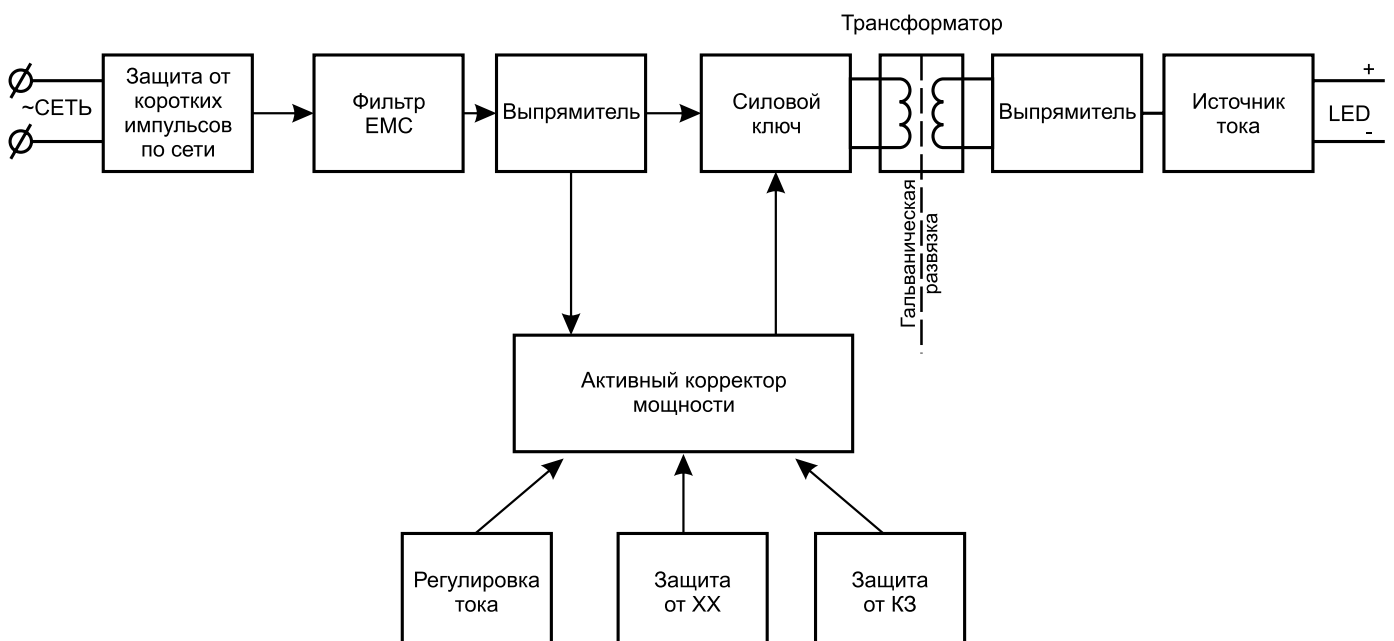 Трансформатор
~СЕТЬ
Защита от
коротких
импульсов
по сети
Фильтр
EMC
Выпрямитель
Силовой
ключ
Выпрямитель
Источник
тока
+
LED
-
Гальваническая
развязка
Активный корректор
мощности
Регулировка
тока
Защита
от ХХ
Защита
от КЗ